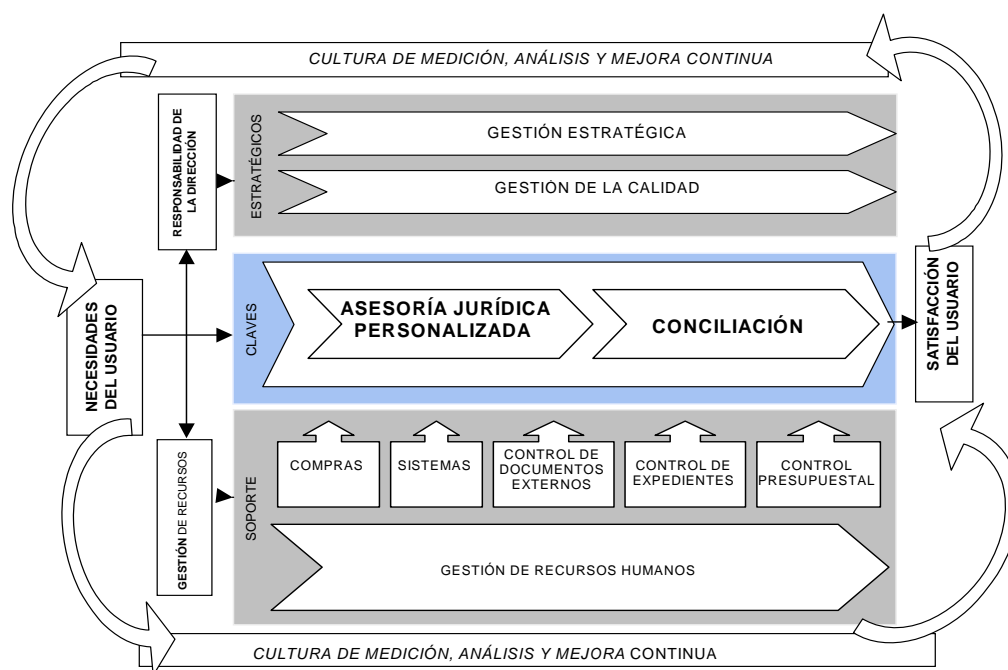 CULTURA DE MEDICIÓN, ANÁLISIS Y MEJORA CONTINUA
RESPONSABILIDAD DE
LA DIRECCIÓN
ESTRATÉGICOS
GESTIÓN ESTRATÉGICA
GESTIÓN DE LA CALIDAD
NECESIDADES
DEL USUARIO
CLAVES
ASESORÍA JURÍDICA
PERSONALIZADA
CONCILIACIÓN
SATISFACCIÓN
DEL USUARIO
GESTIÓN DE RECURSOS
SOPORTE
COMPRAS
SISTEMAS
CONTROL DE
DOCUMENTOS
EXTERNOS
CONTROL DE
EXPEDIENTES
CONTROL
PRESUPUESTAL
GESTIÓN DE RECURSOS HUMANOS
CULTURA DE MEDICIÓN, ANÁLISIS Y MEJORA CONTINUA